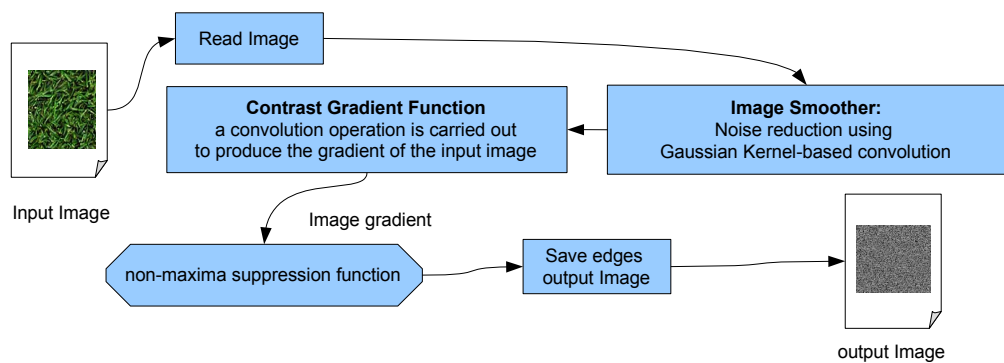 Read Image
Contrast Gradient Function
a convolution operation is carried out
to produce the gradient of the input image
Image Smoother:
Noise reduction using
Gaussian Kernel-based convolution
Input Image
Image gradient
non-maxima suppression function
Save edges
output Image
output Image